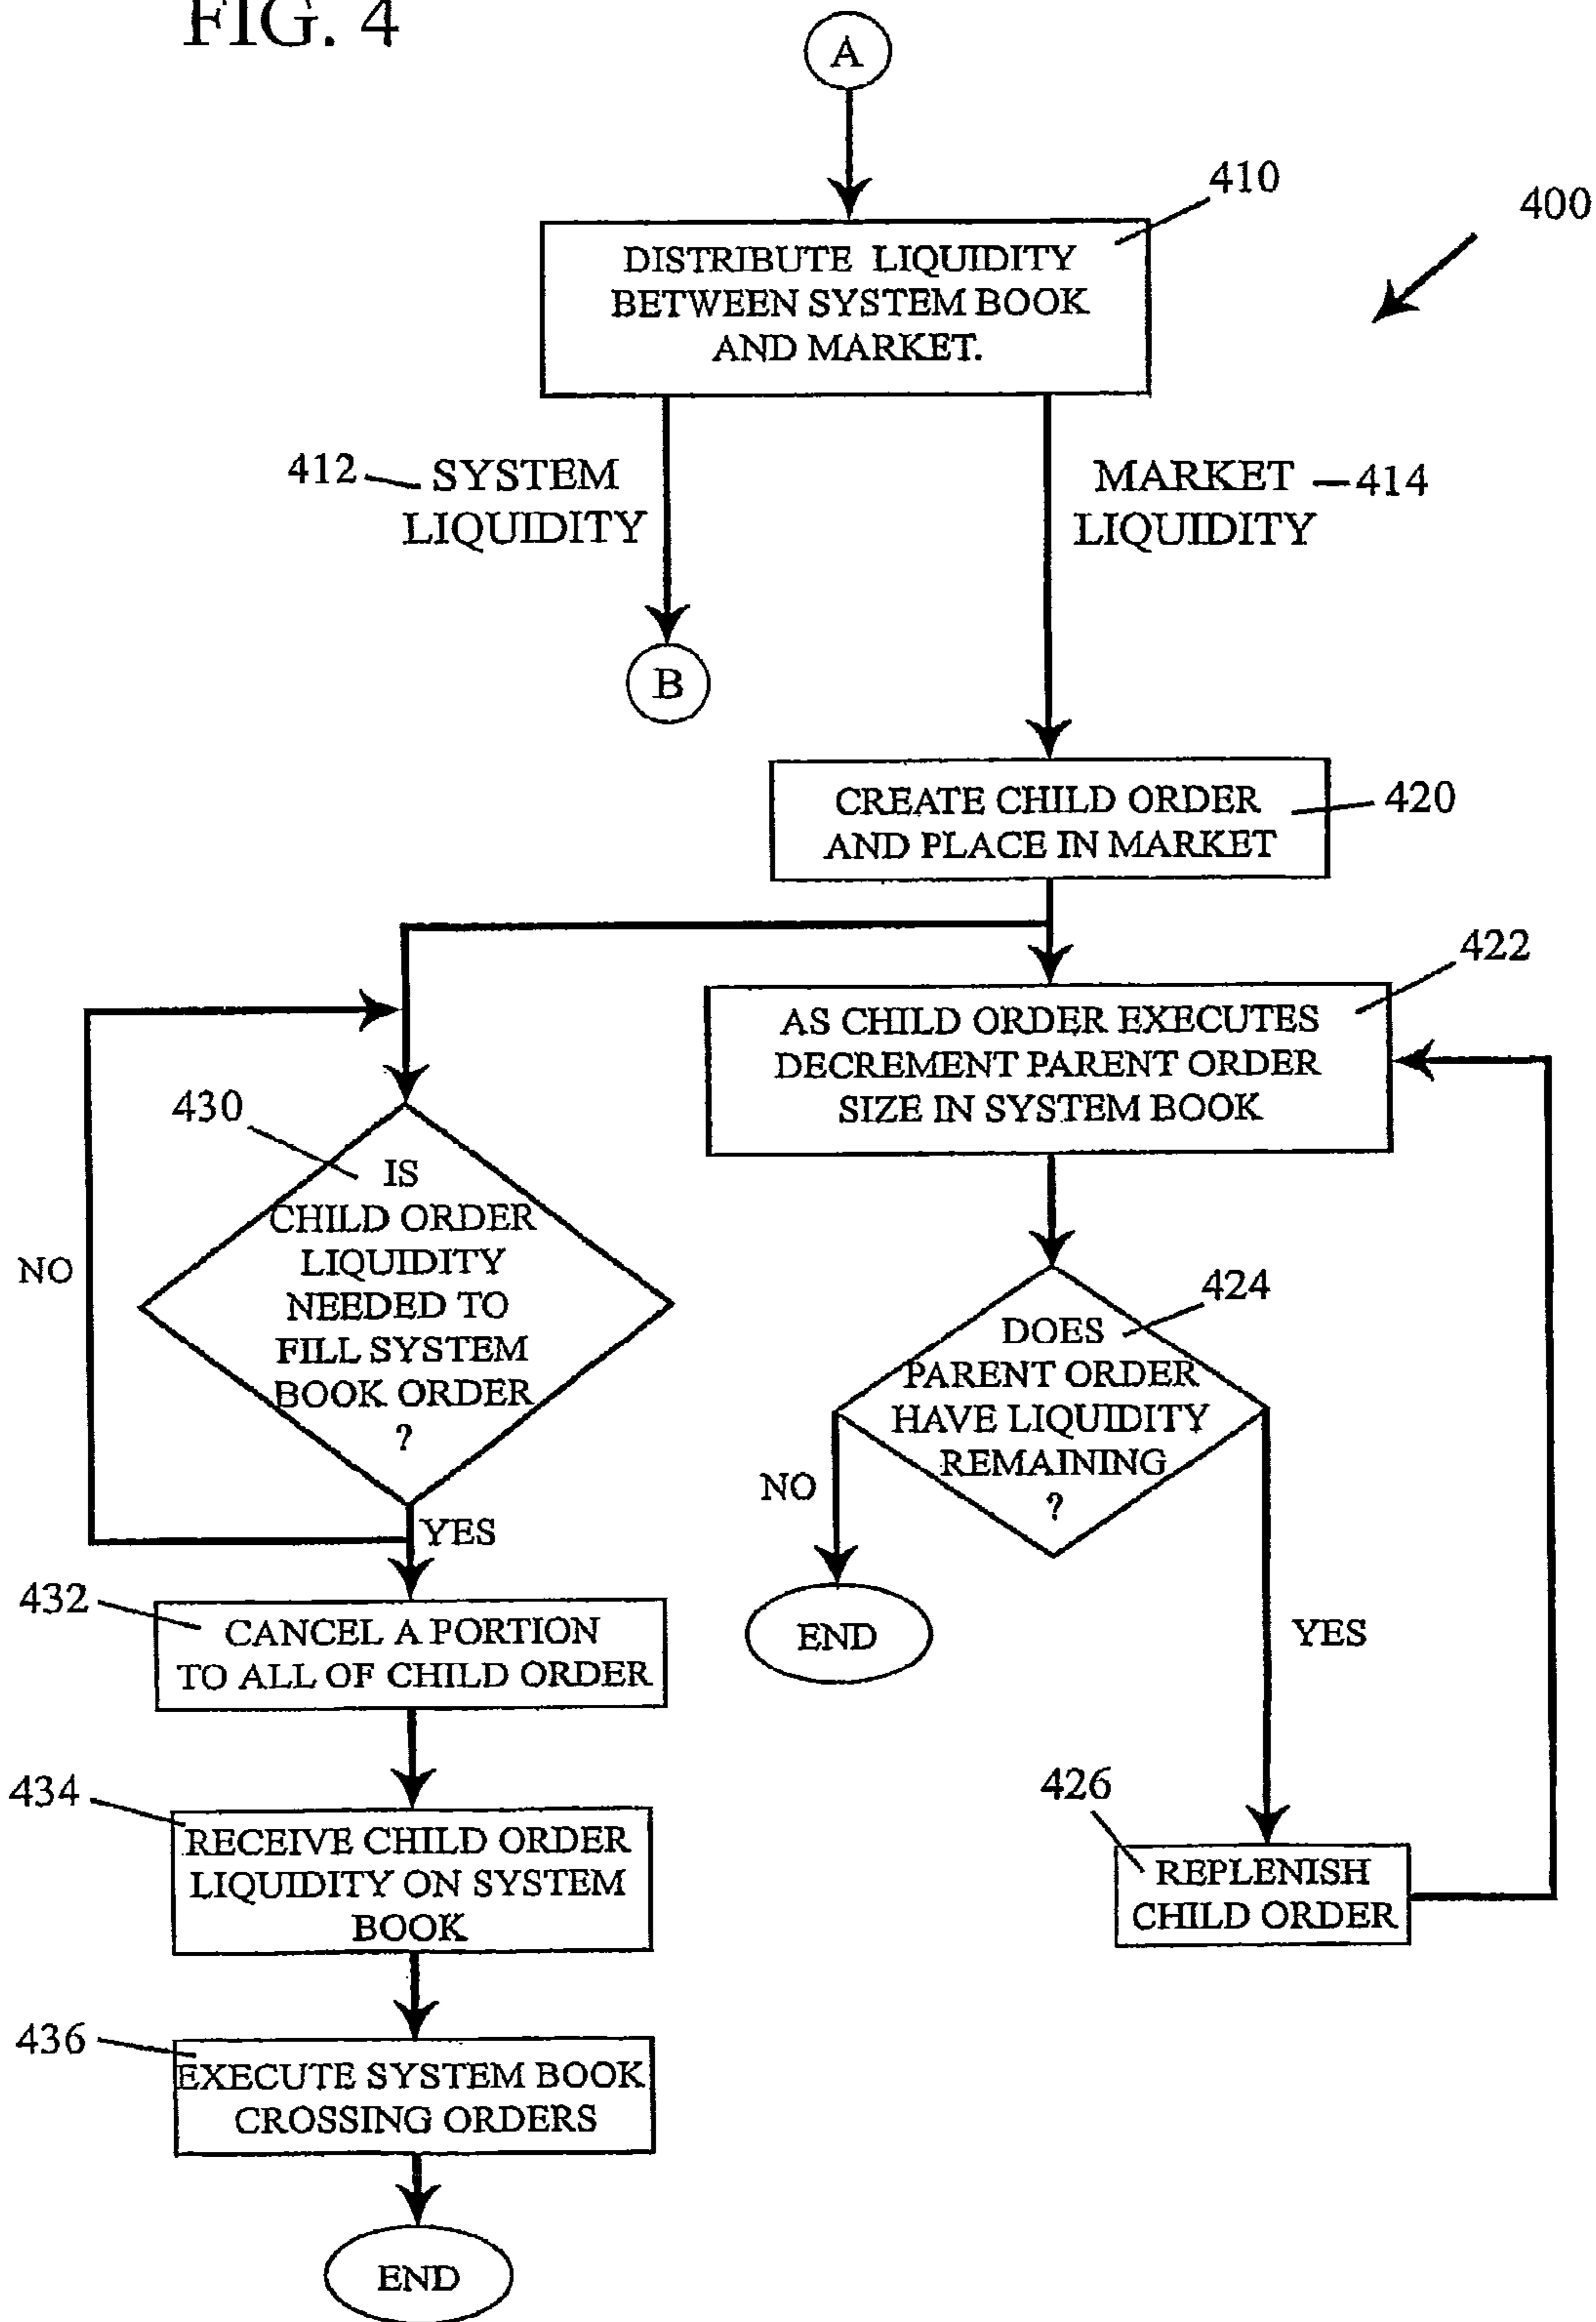 FIG. 4
A
410
400
DISTRIBUTE LIQUIDITY
BETWEEN SYSTEM BOOK
AND MARKET.
412
SYSTEM
LIQUIDITY
MARKET
LIQUIDITY
414
B
CREATE CHILD ORDER
AND PLACE IN MARKET
420
422
AS CHILD ORDER EXECUTES
DECREMENT PARENT ORDER
SIZE IN SYSTEM BOOK
430
IS
CHILD ORDER
LIQUIDITY
NEEDED TO
FILL SYSTEM
BOOK ORDER
?
NO
YES
424
DOES
PARENT ORDER
HAVE LIQUIDITY
REMAINING
?
NO
END
YES
432
CANCEL A PORTION
TO ALL OF CHILD ORDER
434
RECEIVE CHILD ORDER
LIQUIDITY ON SYSTEM
BOOK
426
REPLENISH
CHILD ORDER
436
EXECUTE SYSTEM BOOK
CROSSING ORDERS
END